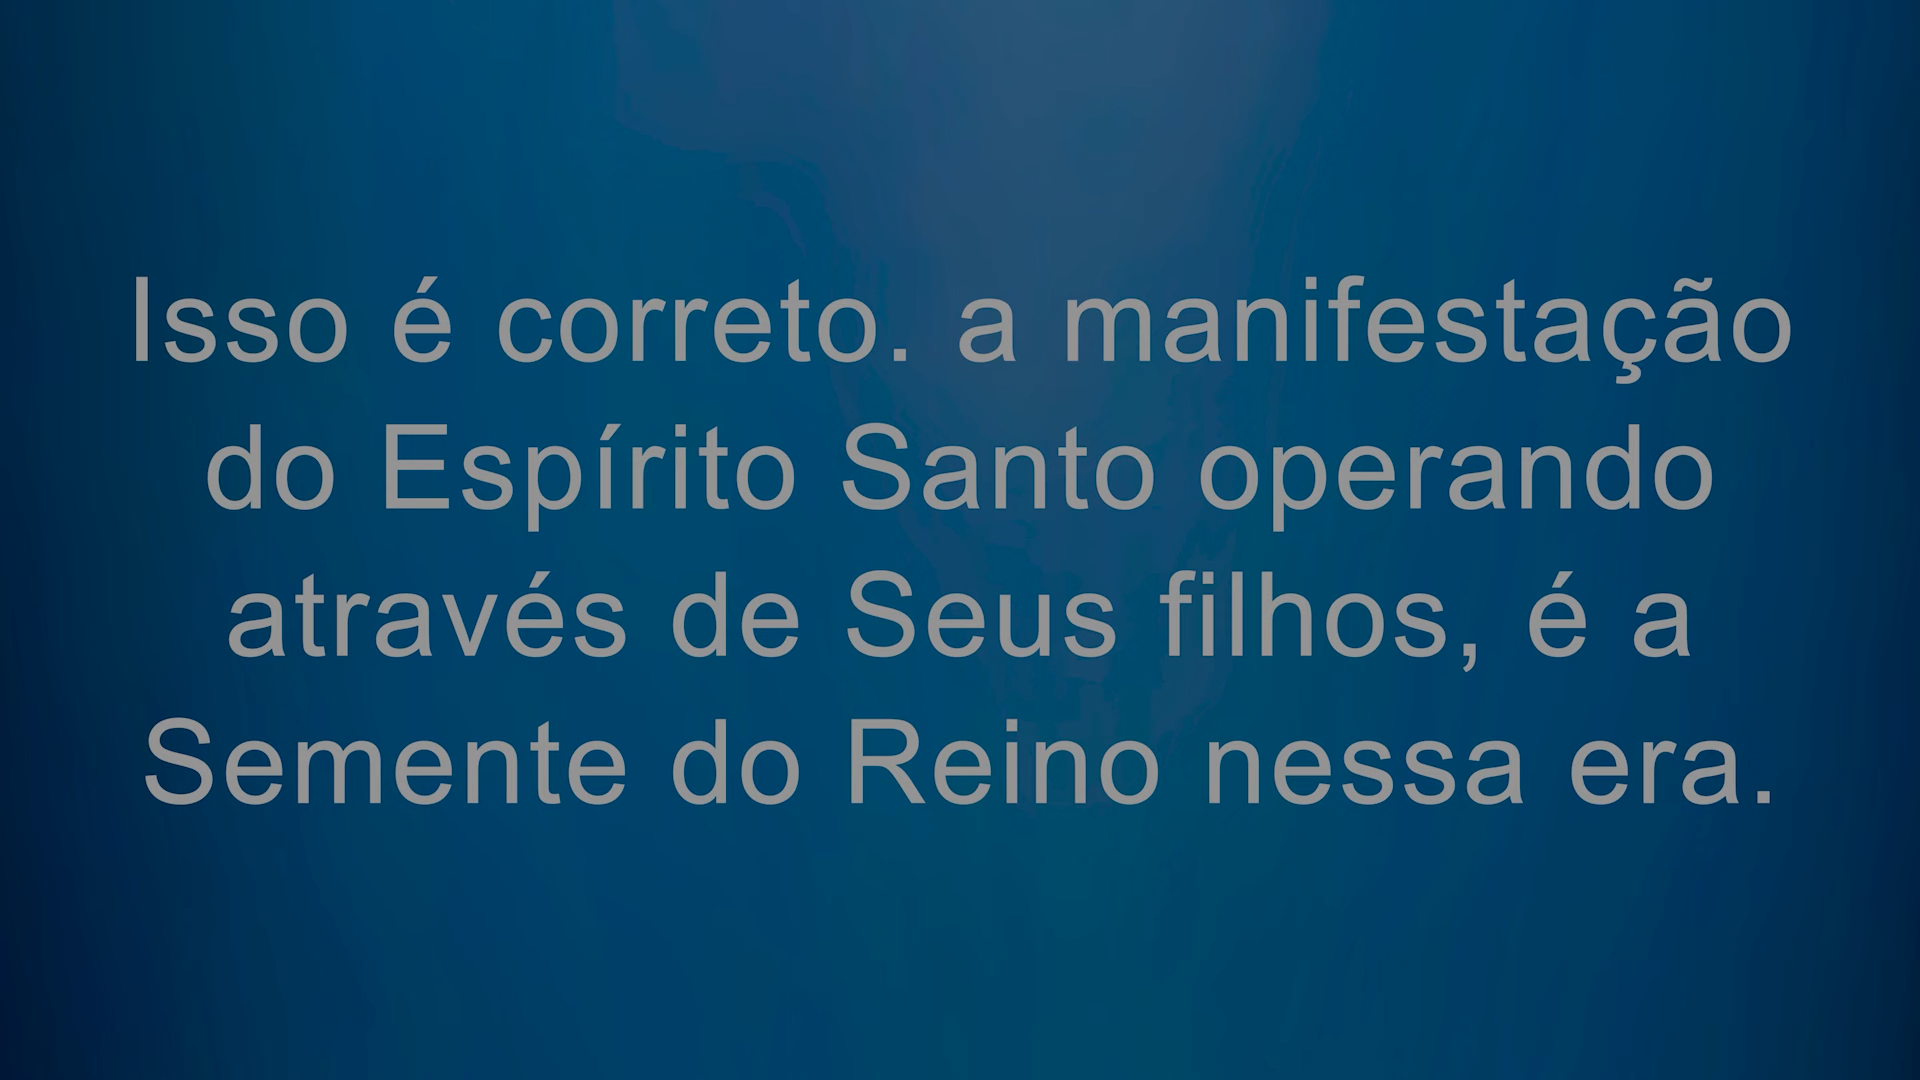 Isso é correto. a manifestação
do Espírito Santo operando
através de Seus filhos, é a
Semente do Reino nessa era.